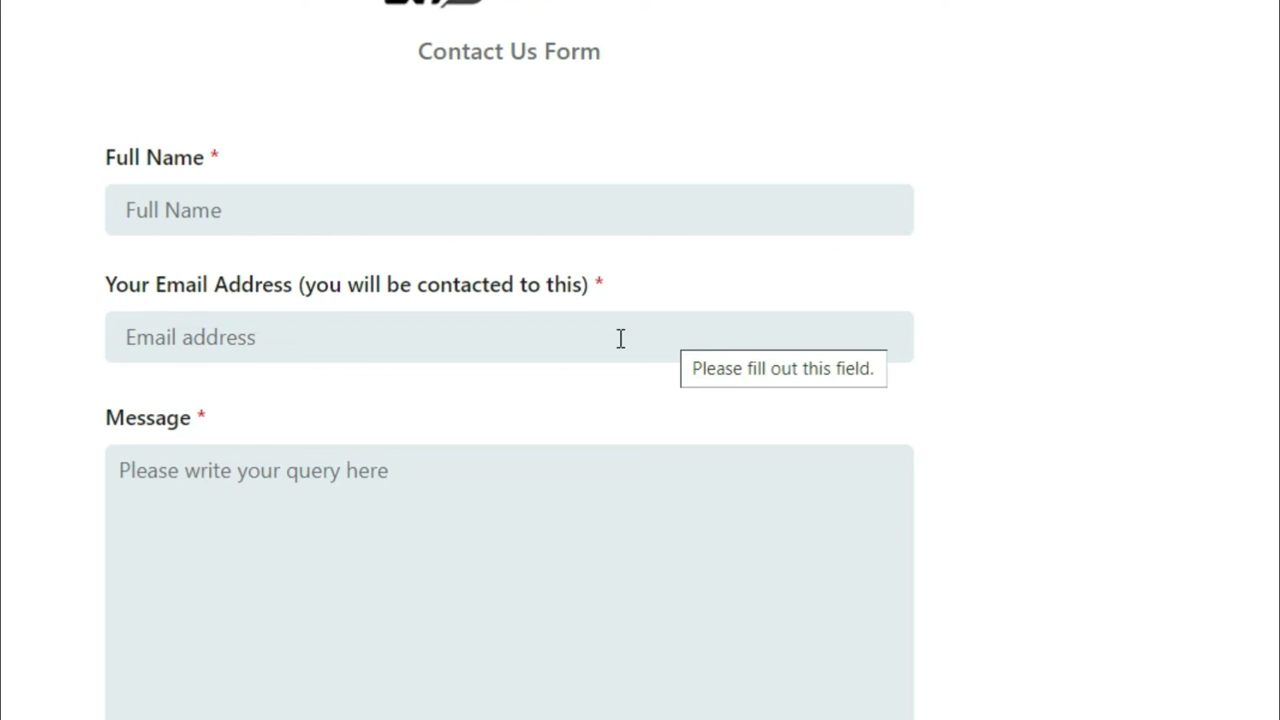 Contact Us Form
Full Name *
Full Name
Your Email Address (you will be contacted to this) *
Email address
Please fill out this field.
Message *
Please write your query here